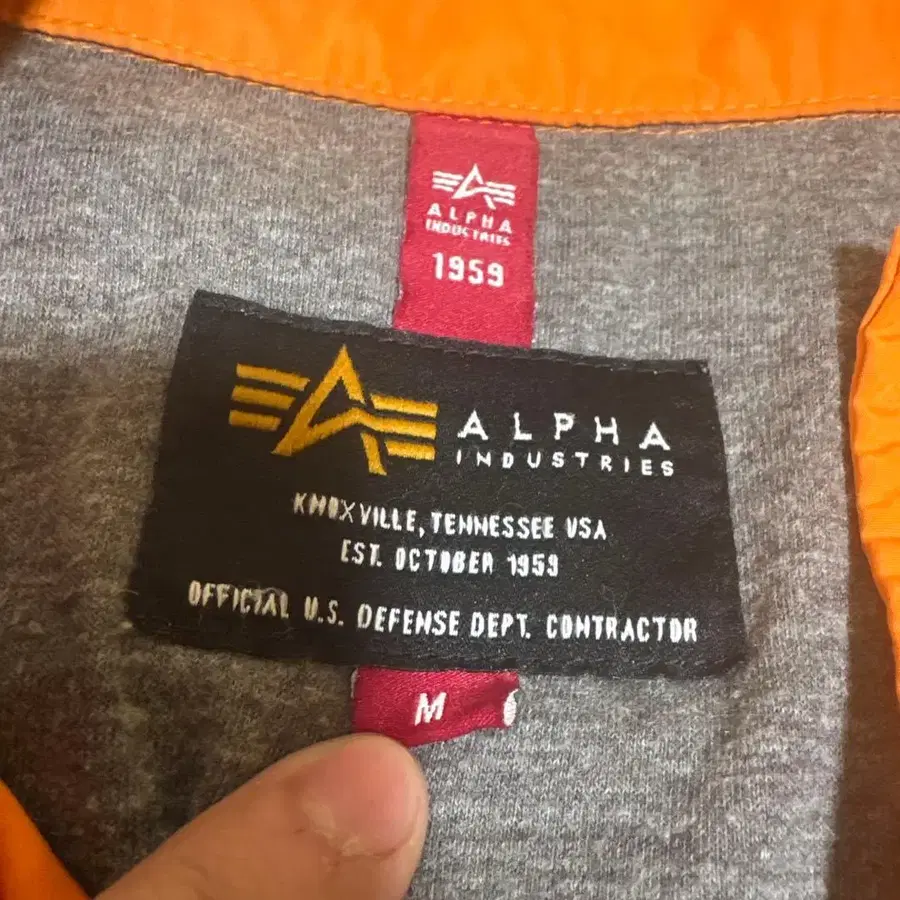 ALPHA
INDUSTRIES
1959
ALPHA
INDUSTRIES
KNOXVILLE, TENNESSEE USA
EST. OCTOBER 1959
OFFICIAL U.S. DEFENSE DEPT. CONTRACTOR
M